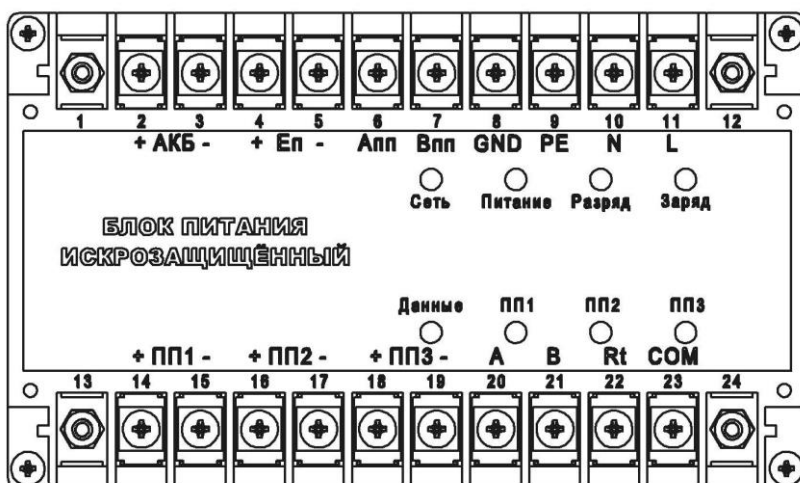 1 2 3 4 5 6 7 8 9 10 11 12
+ АКБ - + Еп - Апп Впп GND PE N L
Сеть Питание Разряд Заряд
БЛОК ПИТАНИЯ
ИСКРОЗАЩИЩЁННЫЙ
Данные ПП1 ПП2 ПП3
+ ПП1 - + ПП2 - + ПП3 - A B Rt COM
13 14 15 16 17 18 19 20 21 22 23 24